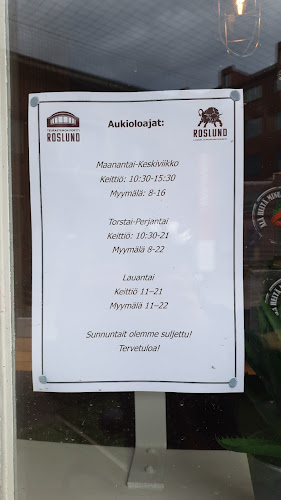 ROSLUND
Aukioloajat:
ROSLUND
Maanantai-Keskiviikko
Keittiö: 10:30-15:30
Myymälä: 8-16
Torstai-Perjantai
Keittiö: 10:30-21
Myymälä 8-22
Lauantai
Keittiö 11–21
Myymälä 11–22
Sunnuntait olemme suljettu!
Tervetuloa!